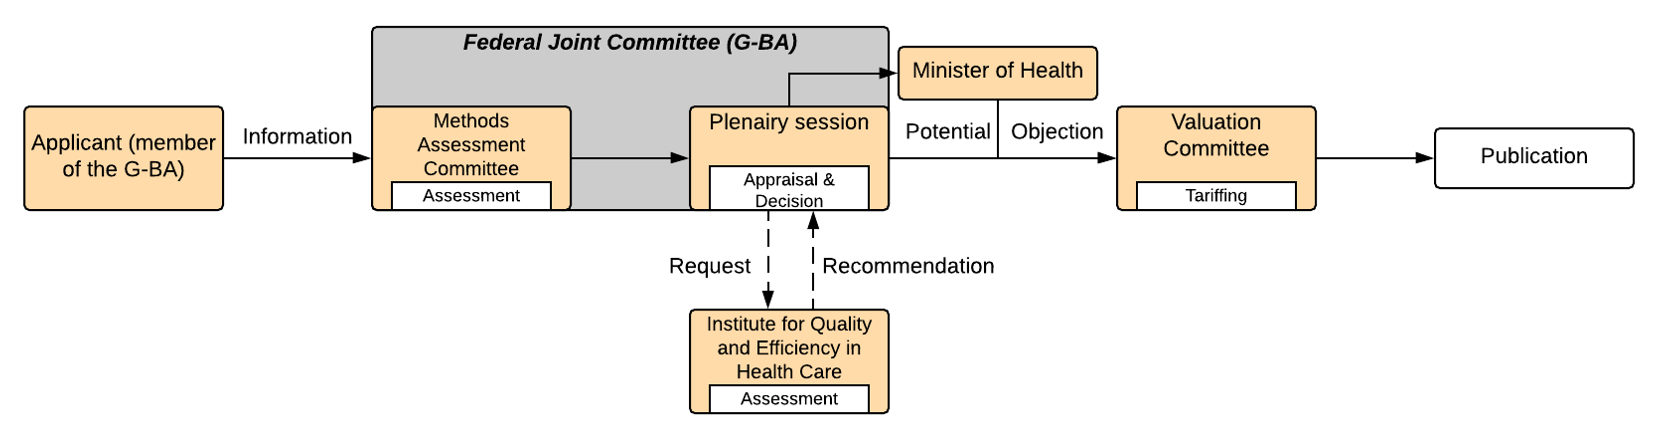 Federal Joint Committee (G-BA)
Applicant (member
of the G-BA)
Information
Methods
Assessment
Committee
Assessment
Plenairy session
Appraisal &
Decision
Minister of Health
Potential
Objection
Valuation
Committee
Tariffing
Publication
Request
Recommendation
Institute for Quality
and Efficiency in
Health Care
Assessment